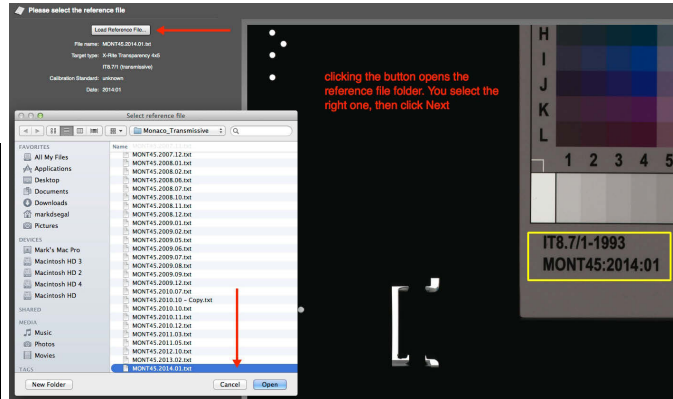 Please select the reference file
Load Reference File...
File name: MONT45.2014.01.txt
Target type: X-Rite Transparency 4x5
IT8.7/1 (transmissive)
Calibration Standard: unknown
Date: 2014:01
clicking the button opens the
reference file folder. You select the
right one, then click Next
H
I
J
K
L
1 2 3 4 5
IT8.7/1-1993
MONT45:2014:01
Select reference file
Monaco_Transmissive
FAVORITES
All My Files
Applications
Desktop
Documents
Downloads
markdsegal
Pictures
DEVICES
Mark's Mac Pro
Macintosh HD 3
Macintosh HD 2
Macintosh HD 4
Macintosh HD
SHARED
MEDIA
Music
Photos
Movies
TAGS
Name
MONT45.2007.12.txt
MONT45.2008.01.txt
MONT45.2008.02.txt
MONT45.2008.06.txt
MONT45.2008.07.txt
MONT45.2008.10.txt
MONT45.2008.11.txt
MONT45.2008.12.txt
MONT45.2009.01.txt
MONT45.2009.02.txt
MONT45.2009.05.txt
MONT45.2009.06.txt
MONT45.2009.07.txt
MONT45.2009.08.txt
MONT45.2009.09.txt
MONT45.2009.12.txt
MONT45.2010.07.txt
MONT45.2010.10 - Copy.txt
MONT45.2010.10.txt
MONT45.2010.11.txt
MONT45.2010.12.txt
MONT45.2011.03.txt
MONT45.2011.05.txt
MONT45.2012.10.txt
MONT45.2013.02.txt
MONT45.2014.01.txt
New Folder
Cancel
Open